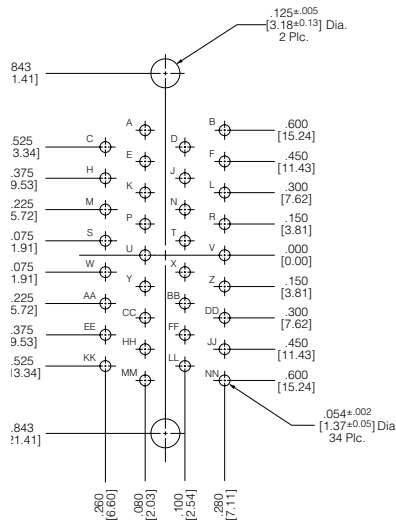 .125±.005
[3.18±0.13] Dia.
2 Plc.
843
1.41]
A
B
.600
[15.24]
.525
3.34]
C
D
E
F
.450
[11.43]
.375
9.53]
H
J
K
L
.300
[7.62]
.225
5.72]
M
N
P
R
.150
[3.81]
.075
1.91]
S
T
U
V
.000
[0.00]
.075
1.91]
W
X
Y
Z
.150
[3.81]
.225
5.72]
AA
BB
CC
DD
.300
[7.62]
.375
9.53]
EE
FF
HH
JJ
.450
[11.43]
.525
13.34]
KK
LL
MM
NN
.600
[15.24]
.054±.002
[1.37±0.05] Dia
34 Plc.
.843
21.41]
.260
[6.60]
.080
[2.03]
.100
[2.54]
.280
[7.11]